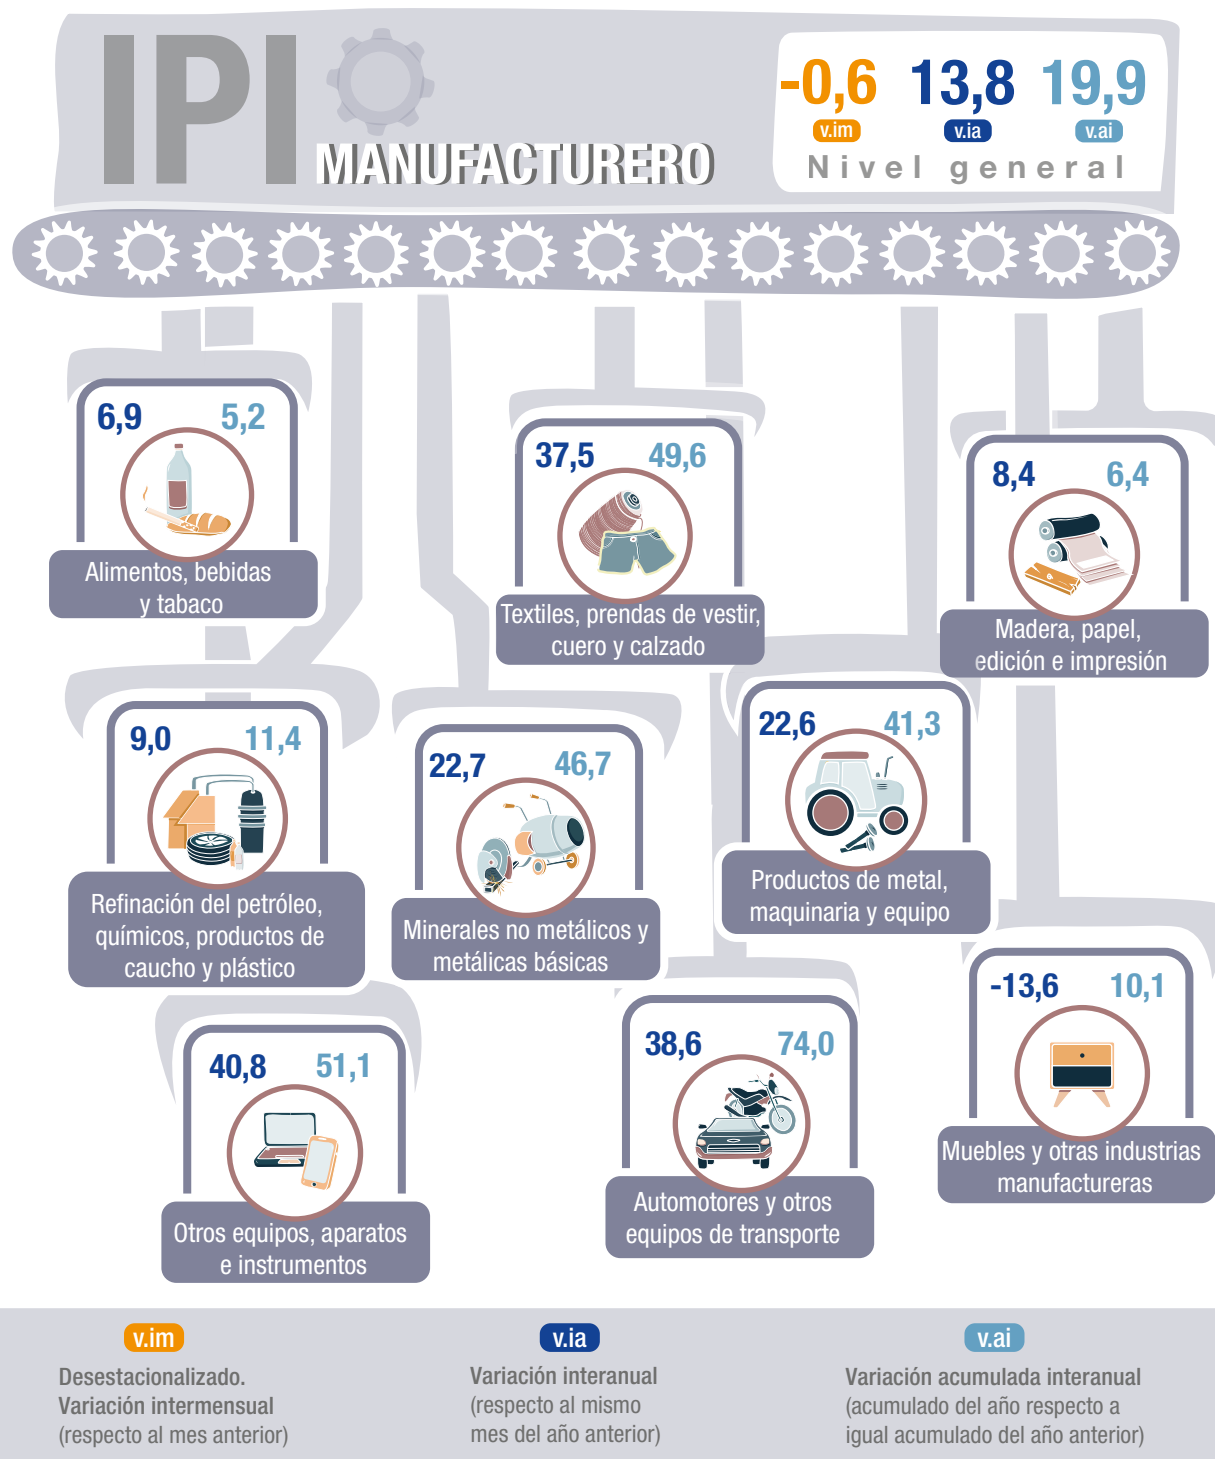 IPI
MANUFACTURERO
-0,6 13,8 19,9
v.im v.ia v.ai
Nivel general
6,9 5,2
Alimentos, bebidas
y tabaco
37,5 49,6
Textiles, prendas de vestir,
cuero y calzado
8,4 6,4
Madera, papel,
edición e impresión
9,0 11,4
Refinación del petróleo,
químicos, productos de
caucho y plástico
22,7 46,7
Minerales no metálicos y
metálicas básicas
22,6 41,3
Productos de metal,
maquinaria y equipo
40,8 51,1
Otros equipos, aparatos
e instrumentos
38,6 74,0
Automotores y otros
equipos de transporte
-13,6 10,1
Muebles y otras industrias
manufactureras
v.im
Desestacionalizado.
Variación intermensual
(respecto al mes anterior)
v.ia
Variación interanual
(respecto al mismo
mes del año anterior)
v.ai
Variación acumulada interanual
(acumulado del año respecto a
igual acumulado del año anterior)